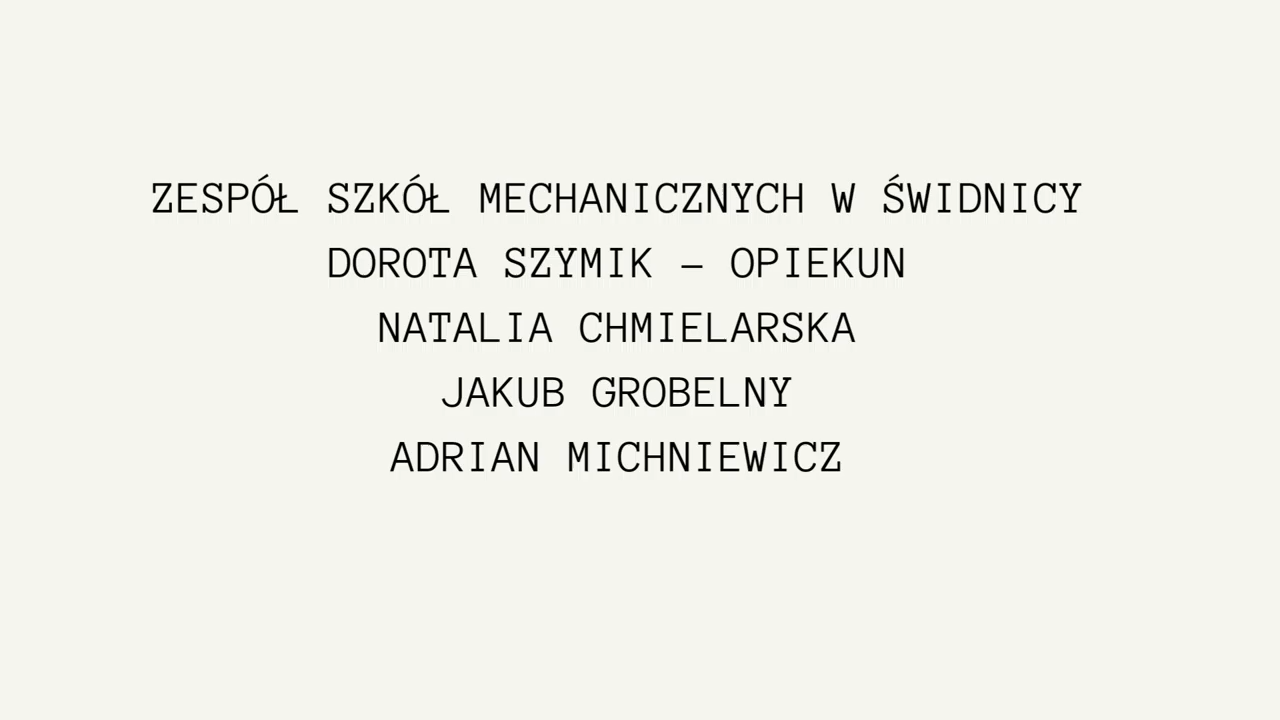 ZESPÓŁ SZKÓŁ MECHANICZNYCH W ŚWIDNICY
DOROTA SZYMIK – OPIEKUN
NATALIA CHMIELARSKA
JAKUB GROBELNY
ADRIAN MICHNIEWICZ